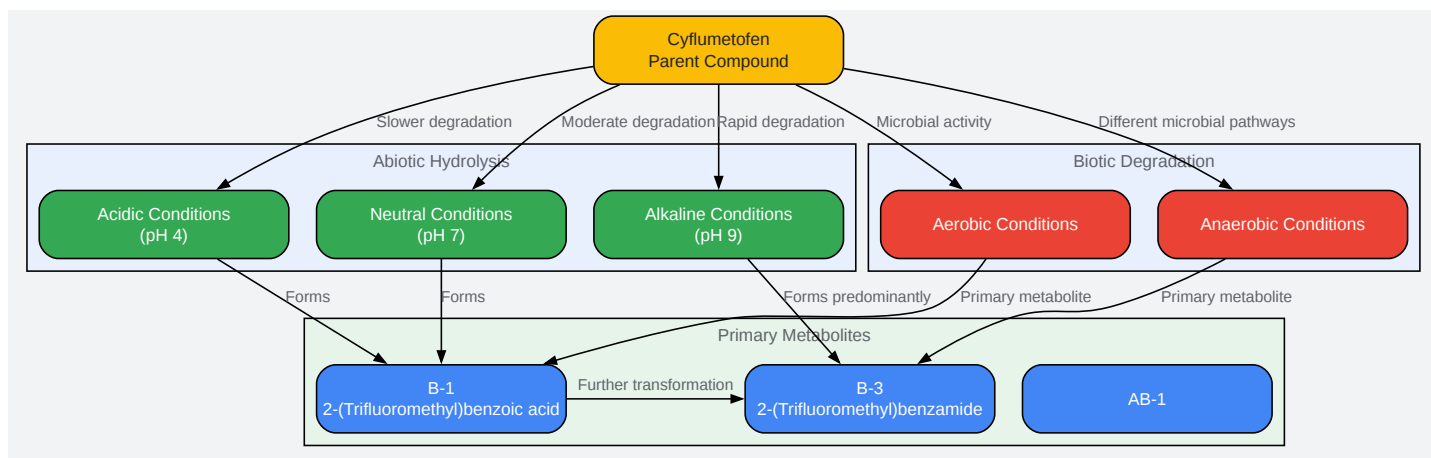 Cyflumetofen
Parent Compound
Slower degradation
Moderate degradation
Rapid degradation
Microbial activity
Different microbial pathways
Abiotic Hydrolysis
Biotic Degradation
Acidic Conditions
(pH 4)
Neutral Conditions
(pH 7)
Alkaline Conditions
(pH 9)
Aerobic Conditions
Anaerobic Conditions
Forms
Forms
Forms predominantly
Primary metabolite
Primary metabolite
Primary Metabolites
B-1
2-(Trifluoromethyl)benzoic acid
Further transformation
B-3
2-(Trifluoromethyl)benzamide
AB-1